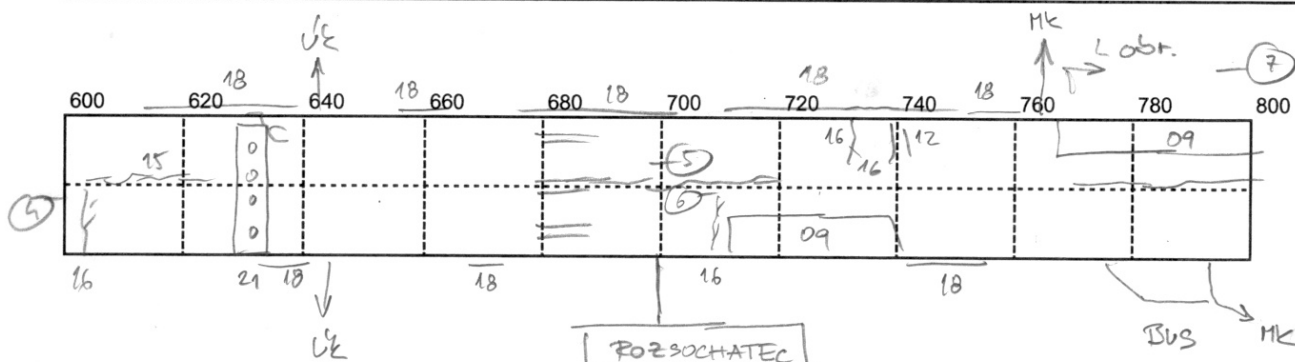 ÚK MK L obr. 7
18 18 18 18 18
600 620 640 660 680 700 720 740 760 780 800
C 16 12 09
15 5 16
4 6
09
16 21 18 18 16 18
ÚK ROZSOCHATEC BUS MK